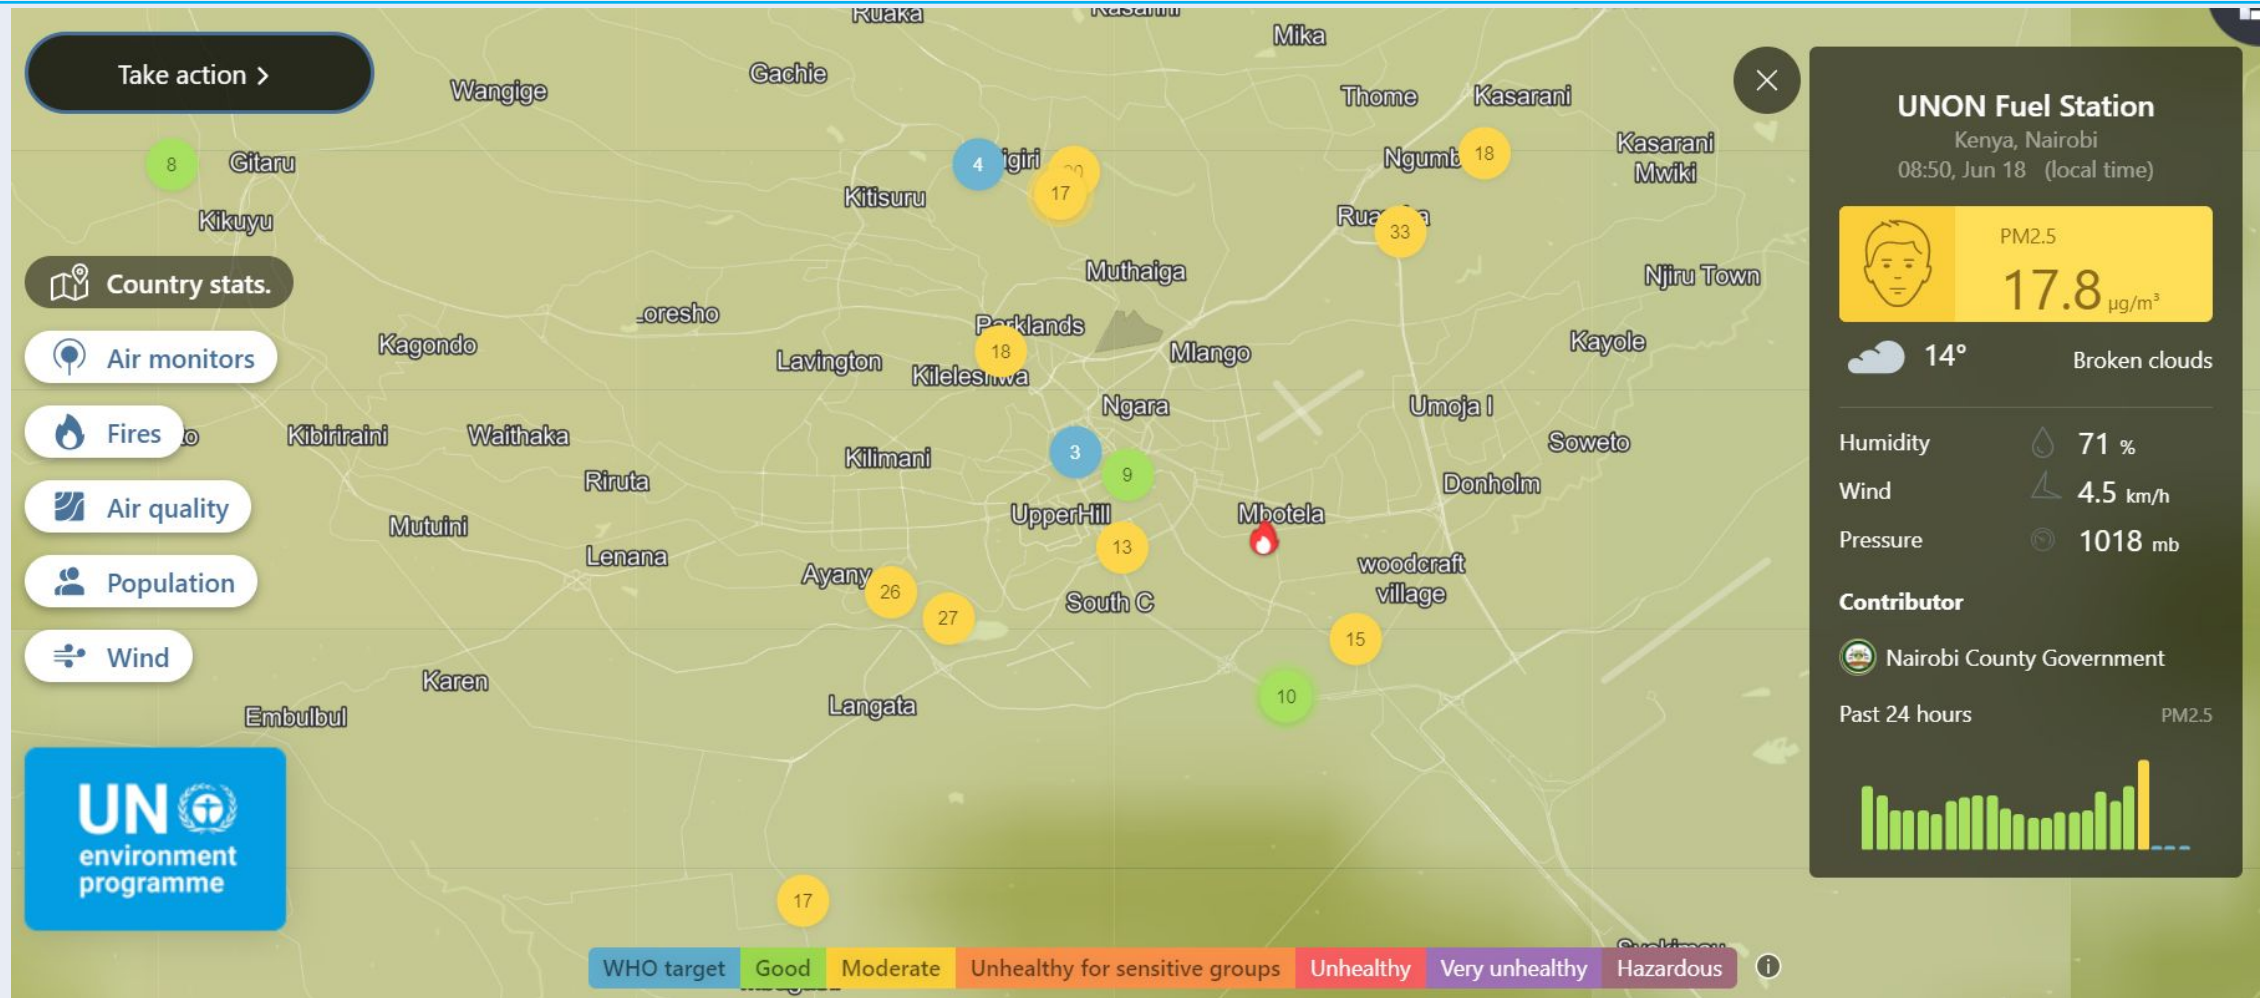 Ruaka
Kasarini
Mika
Take action >
Wangige
Gachie
Thome
Kasarani
8
Gitaru
4
igiri
17
Ngumb
18
Kasarani
Mwiki
Kikuyu
Kitisuru
33
Country stats.
Muthaiga
Njiru Town
oresho
Parklands
Air monitors
Kagondo
Lavington
18
Mlango
Kayole
Kileleshwa
Fires
Kibiriraini
Waithaka
Ngara
Umoja I
Soweto
Kilimani
3
9
Riruta
Donholm
Air quality
Mutuini
UpperHill
Mbotela
13
Lenana
woodcraft
village
Population
Ayany
26
South C
27
Wind
15
Karen
10
Embulbul
Langata
UN
environment
programme
17
WHO target Good Moderate Unhealthy for sensitive groups Unhealthy Very unhealthy Hazardous
UNON Fuel Station
Kenya, Nairobi
08:50, Jun 18 (local time)
PM2.5
17.8 µg/m³
14° Broken clouds
Humidity 71 %
Wind 4.5 km/h
Pressure 1018 mb
Contributor
Nairobi County Government
Past 24 hours PM2.5